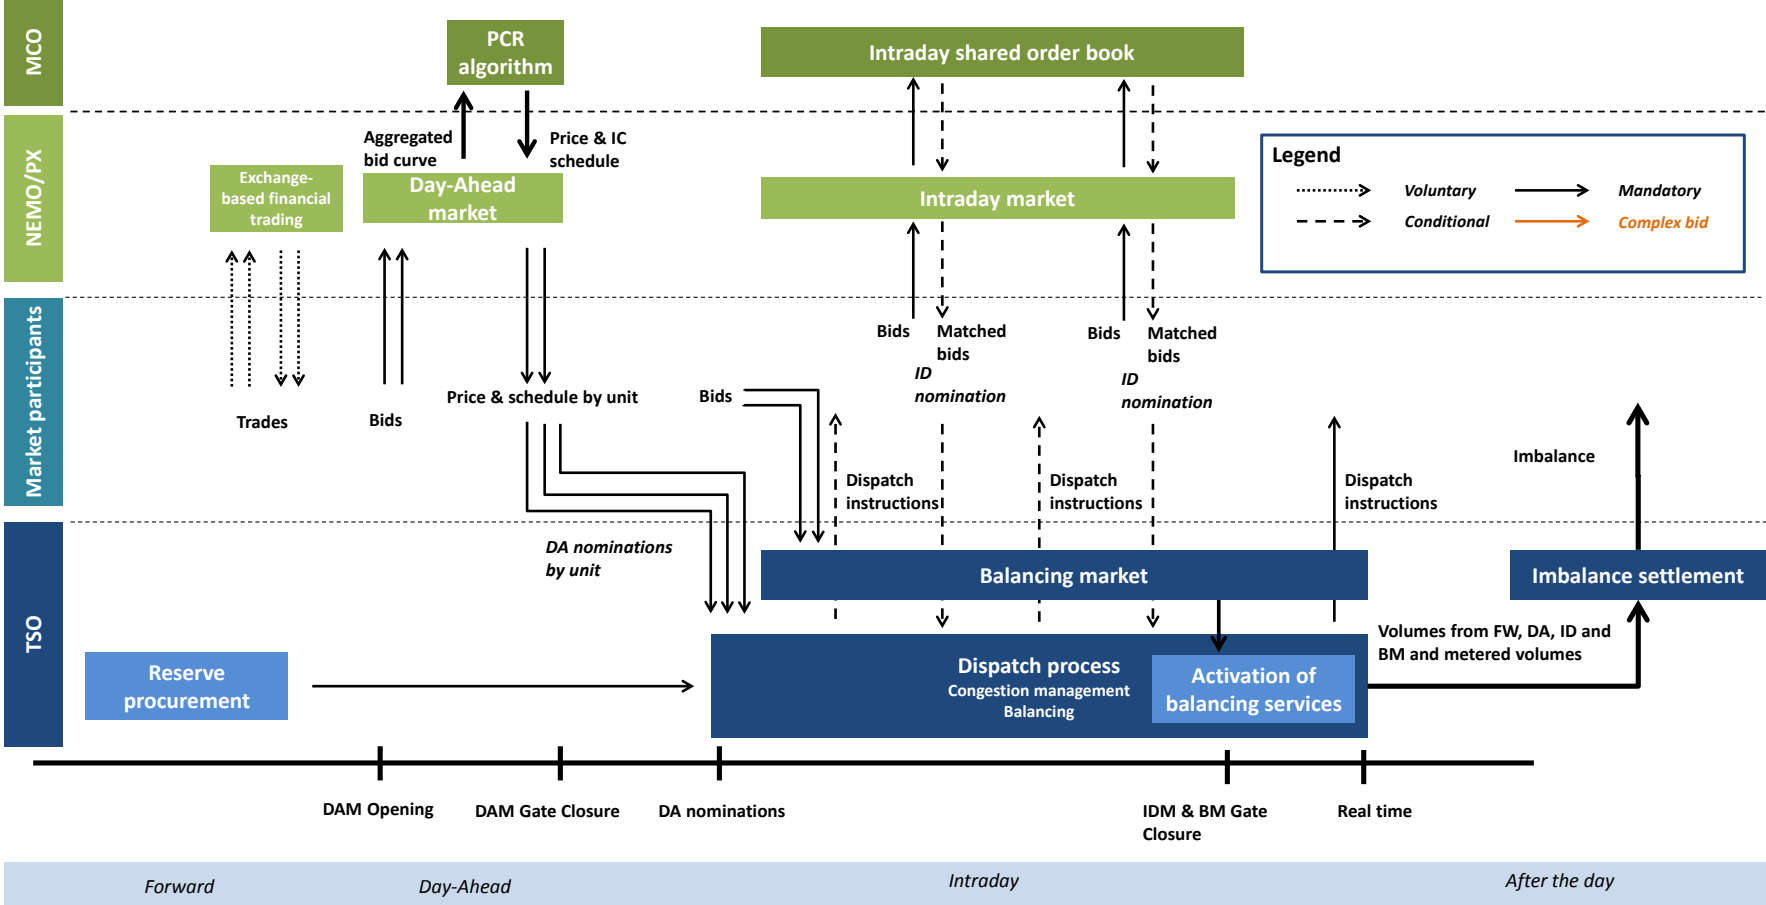 MCO
PCR
algorithm
Intraday shared order book
NEMO/PX
Aggregated
bid curve
Price & IC
schedule
Exchange-
based financial
trading
Day-Ahead
market
Intraday market
Legend
Voluntary
Mandatory
Conditional
Complex bid
Market participants
Trades
Bids
Price & schedule by unit
Bids
Bids
Matched
bids
ID
nomination
Bids
Matched
bids
ID
nomination
Dispatch
instructions
Dispatch
instructions
Dispatch
instructions
Imbalance
TSO
DA nominations
by unit
Balancing market
Imbalance settlement
Reserve
procurement
Dispatch process
Congestion management
Balancing
Activation of
balancing services
Volumes from FW, DA, ID and
BM and metered volumes
DAM Opening
DAM Gate Closure
DA nominations
IDM & BM Gate
Closure
Real time
Forward
Day-Ahead
Intraday
After the day